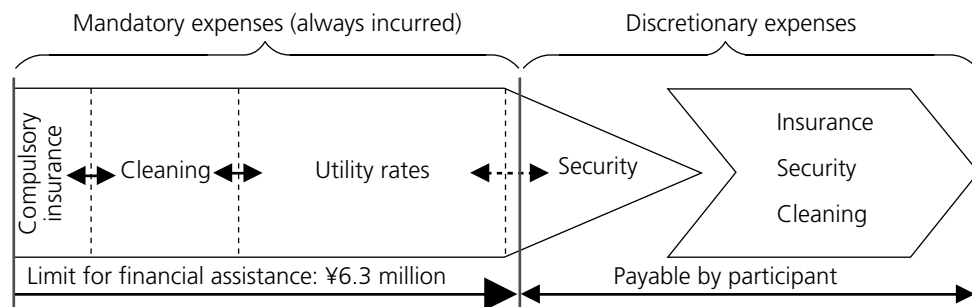 Mandatory expenses (always incurred)
Discretionary expenses
Compulsory
insurance
Cleaning
Utility rates
Security
Insurance
Security
Cleaning
Limit for financial assistance: ¥6.3 million
Payable by participant